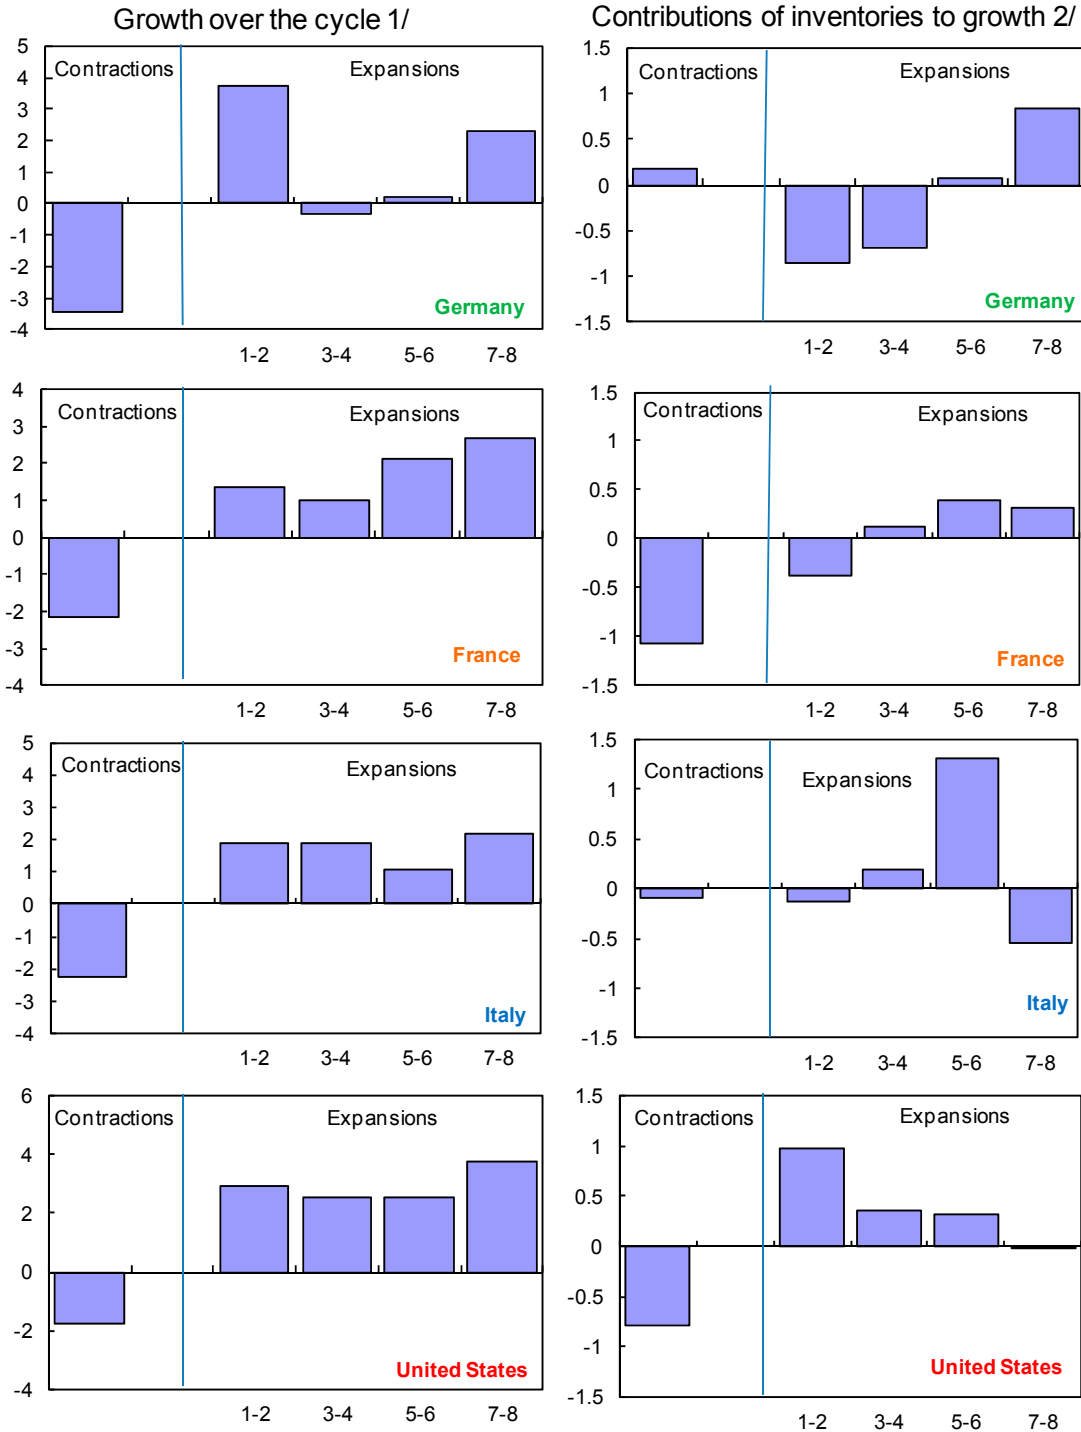 Growth over the cycle 1/
5
4
3
2
1
0
-1
-2
-3
-4
Contractions
Expansions
Germany
1-2 3-4 5-6 7-8
Contributions of inventories to growth 2/
1.5
1
0.5
0
-0.5
-1
-1.5
Contractions
Expansions
Germany
1-2 3-4 5-6 7-8
4
3
2
1
0
-1
-2
-3
-4
Contractions
Expansions
France
1-2 3-4 5-6 7-8
1.5
1
0.5
0
-0.5
-1
-1.5
Contractions
Expansions
France
1-2 3-4 5-6 7-8
5
4
3
2
1
0
-1
-2
-3
-4
Contractions
Expansions
Italy
1-2 3-4 5-6 7-8
1.5
1
0.5
0
-0.5
-1
-1.5
Contractions
Expansions
Italy
1-2 3-4 5-6 7-8
6
4
2
0
-2
-4
Contractions
Expansions
United States
1-2 3-4 5-6 7-8
1.5
1
0.5
0
-0.5
-1
-1.5
Contractions
Expansions
United States
1-2 3-4 5-6 7-8